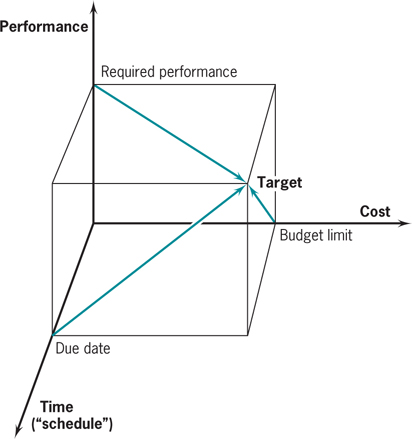 Performance
Required performance
Target
Cost
Budget limit
Due date
Time
(“schedule”)